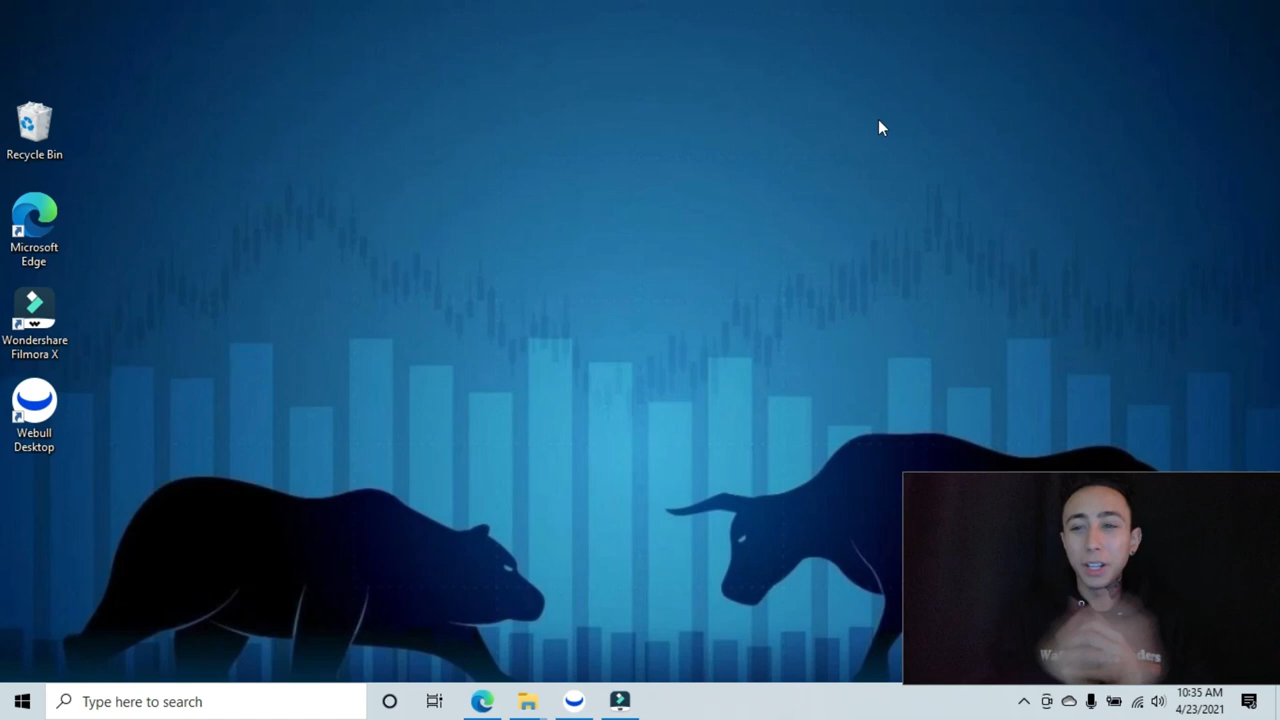 Recycle Bin
Microsoft
Edge
Wondershare
Filmora X
Webull
Desktop
Type here to search
10:35 AM
4/23/2021